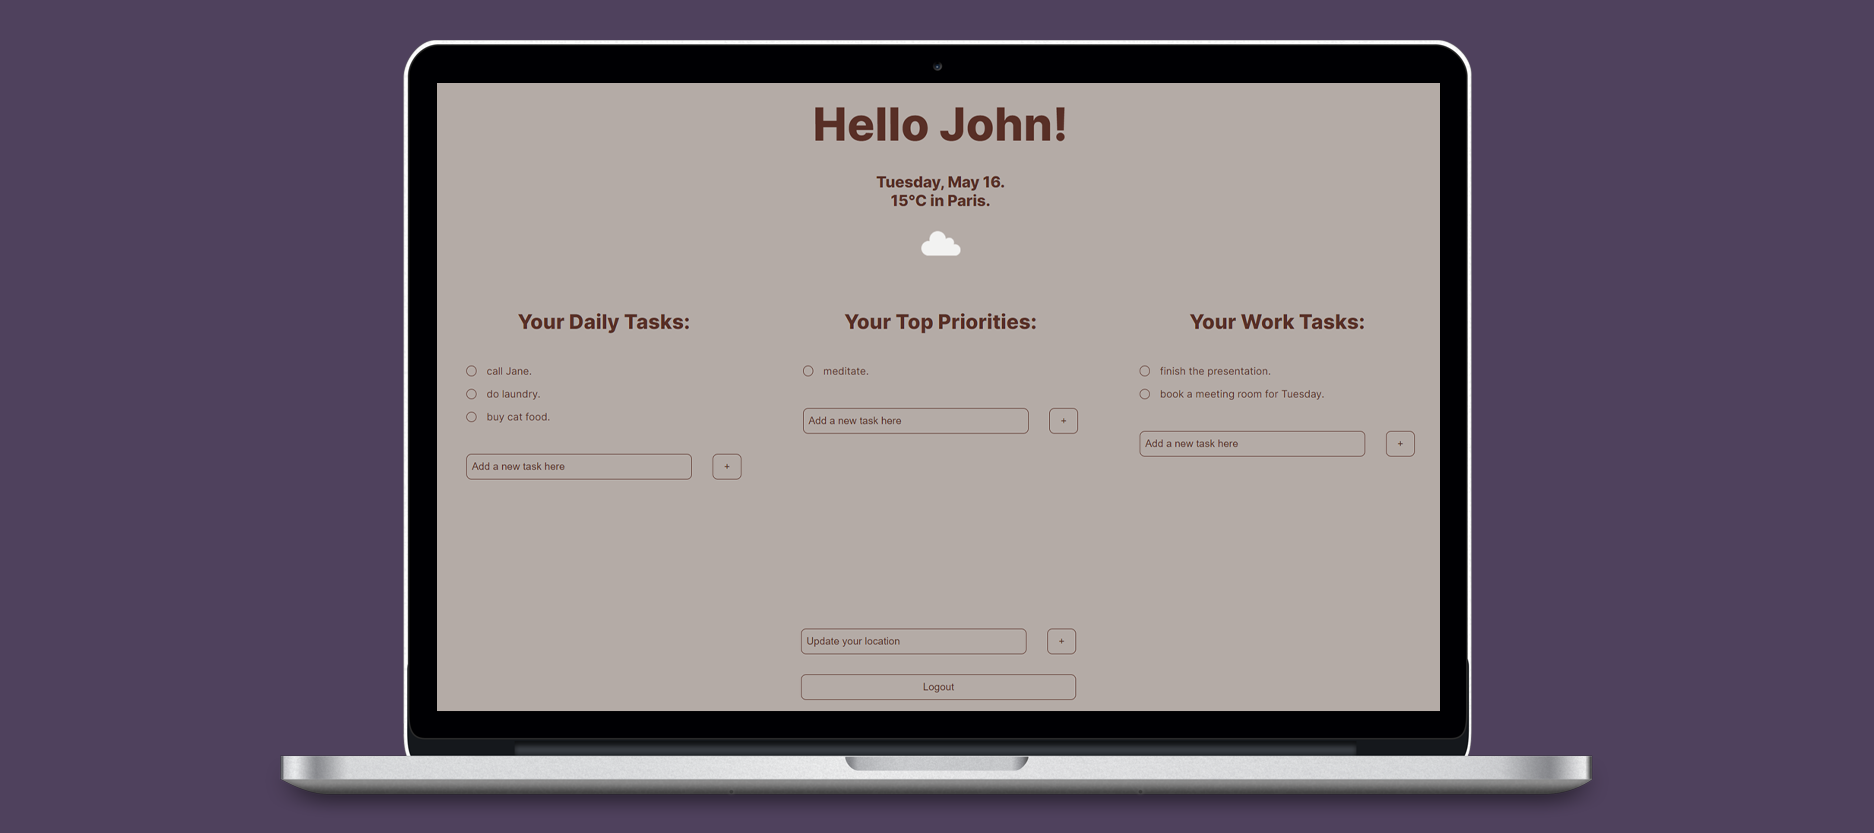 Hello John!
Tuesday, May 16.
15°C in Paris.
Your Daily Tasks:
call Jane.
do laundry.
buy cat food.
Add a new task here
+
Your Top Priorities:
meditate.
Add a new task here
+
Your Work Tasks:
finish the presentation.
book a meeting room for Tuesday.
Add a new task here
+
Update your location
+
Logout